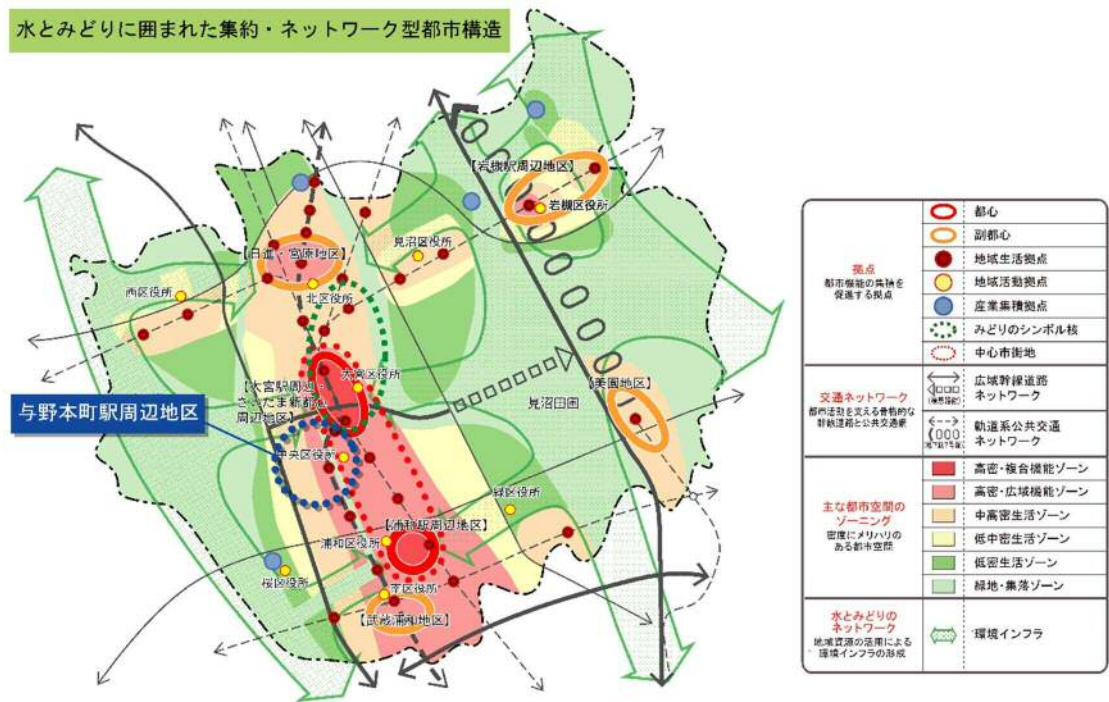 水とみどりに囲まれた集約・ネットワーク型都市構造
【岩槻駅周辺地区】
岩槻区役所
見沼区役所
【日進・宮原地区】
西区役所
北区役所
大宮区役所
【大宮駅周辺・
さいたま新都心
周辺地区】
【美園地区】
見沼田圃
与野本町駅周辺地区
中央区役所
緑区役所
【浦和駅周辺地区】
浦和区役所
桜区役所
南区役所
【武蔵浦和地区】
拠点
都市機能の集積を
促進する拠点
都心
副都心
地域生活拠点
地域活動拠点
産業集積拠点
みどりのシンボル核
中心市街地
交通ネットワーク
都市活動を支える骨格的な
幹線道路と公共交通網
広域幹線道路
ネットワーク
軌道系公共交通
ネットワーク
主な都市空間の
ゾーニング
密度にメリハリの
ある都市空間
高密・複合機能ゾーン
高密・広域機能ゾーン
中高密生活ゾーン
低中密生活ゾーン
低密生活ゾーン
緑地・集落ゾーン
水とみどりの
ネットワーク
地域資源の活用による
環境インフラの形成
環境インフラ